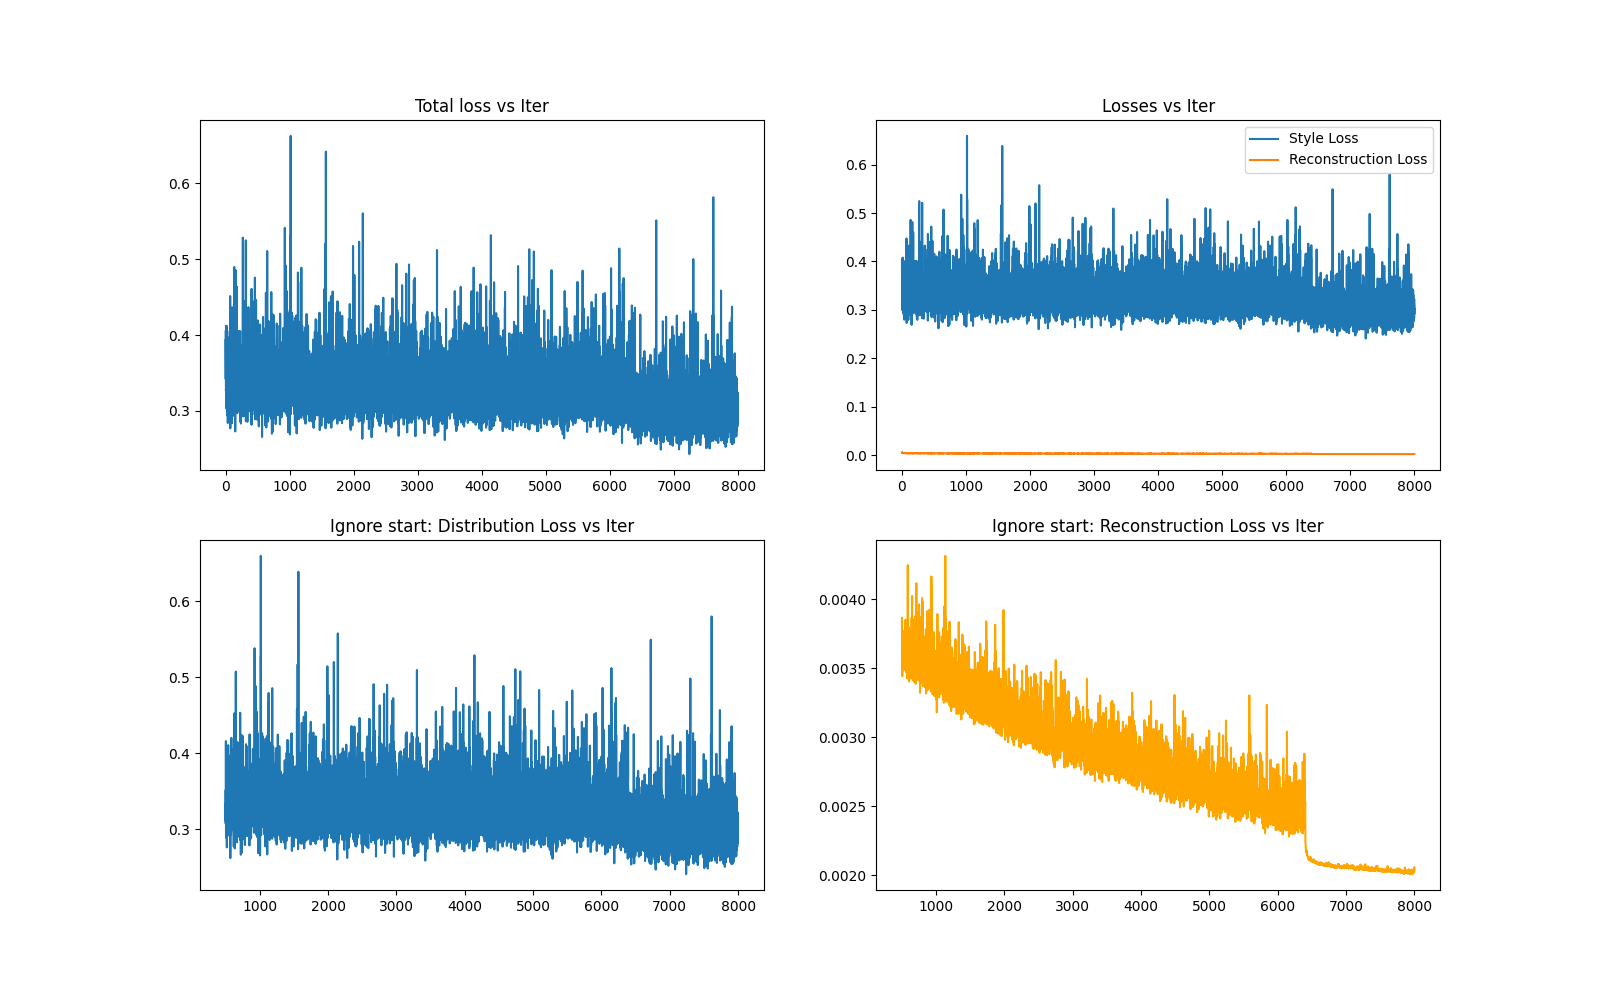 Total loss vs Iter
0.6
0.5
0.4
0.3
0 1000 2000 3000 4000 5000 6000 7000 8000
Losses vs Iter
Style Loss
Reconstruction Loss
0.6
0.5
0.4
0.3
0.2
0.1
0.0
0 1000 2000 3000 4000 5000 6000 7000 8000
Ignore start: Distribution Loss vs Iter
0.6
0.5
0.4
0.3
1000 2000 3000 4000 5000 6000 7000 8000
Ignore start: Reconstruction Loss vs Iter
0.0040
0.0035
0.0030
0.0025
0.0020
1000 2000 3000 4000 5000 6000 7000 8000